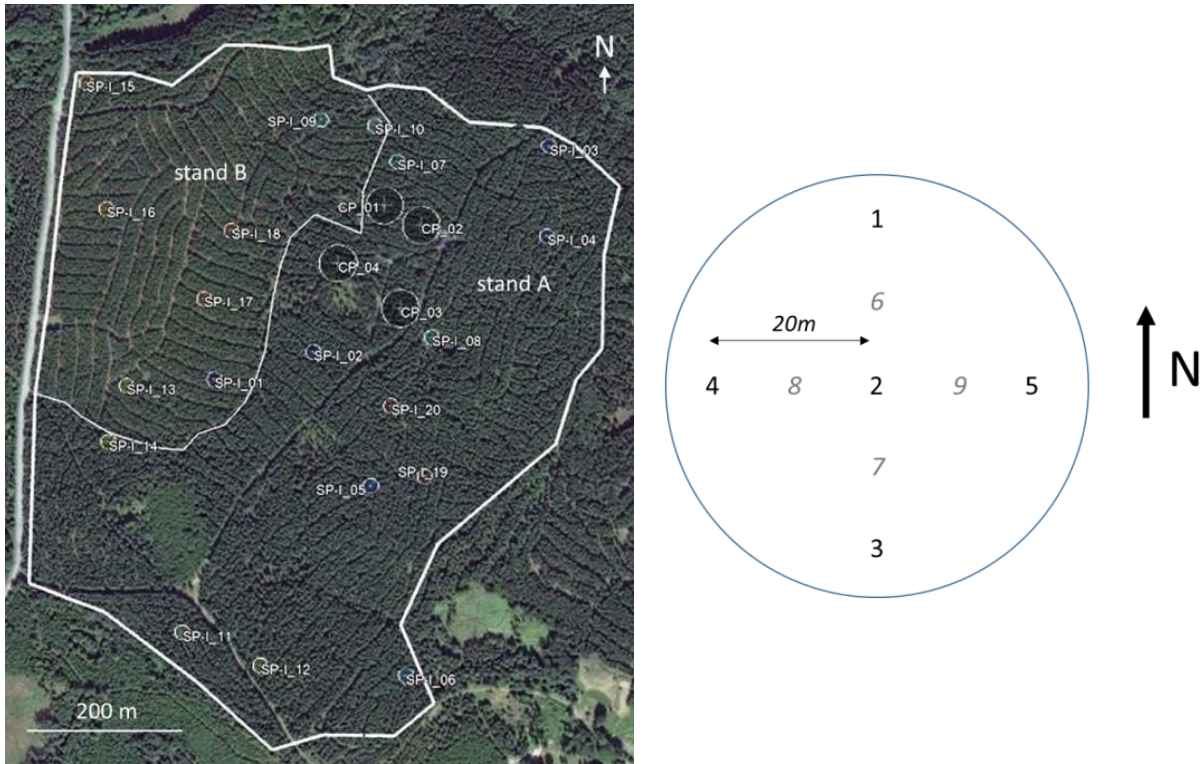 N
SP-I_15
SP-I_09
SP-I_10
SP-I_03
SP-I_07
stand B
SP-I_16
CP_01
SP-I_18
CP_02
SP-I_04
CP_04
stand A
SP-I_17
CP_03
SP-I_08
SP-I_02
SP-I_13
SP-I_01
SP-I_20
SP-I_14
SP-I_19
SP-I_05
SP-I_11
SP-I_12
SP-I_06
200 m
1
6
20m
4 8 2 9 5
N
7
3